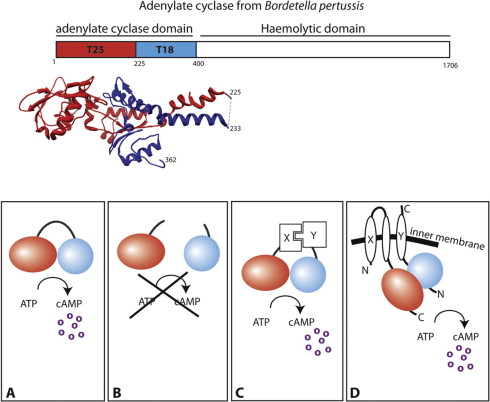 Adenylate cyclase from Bordetella pertussis
adenylate cyclase domain Haemolytic domain
T25 T18
1 225 400 1706
225
233
362
X Y C
X Y inner membrane
N N
C
ATP cAMP ATP cAMP ATP cAMP ATP cAMP
A B C D